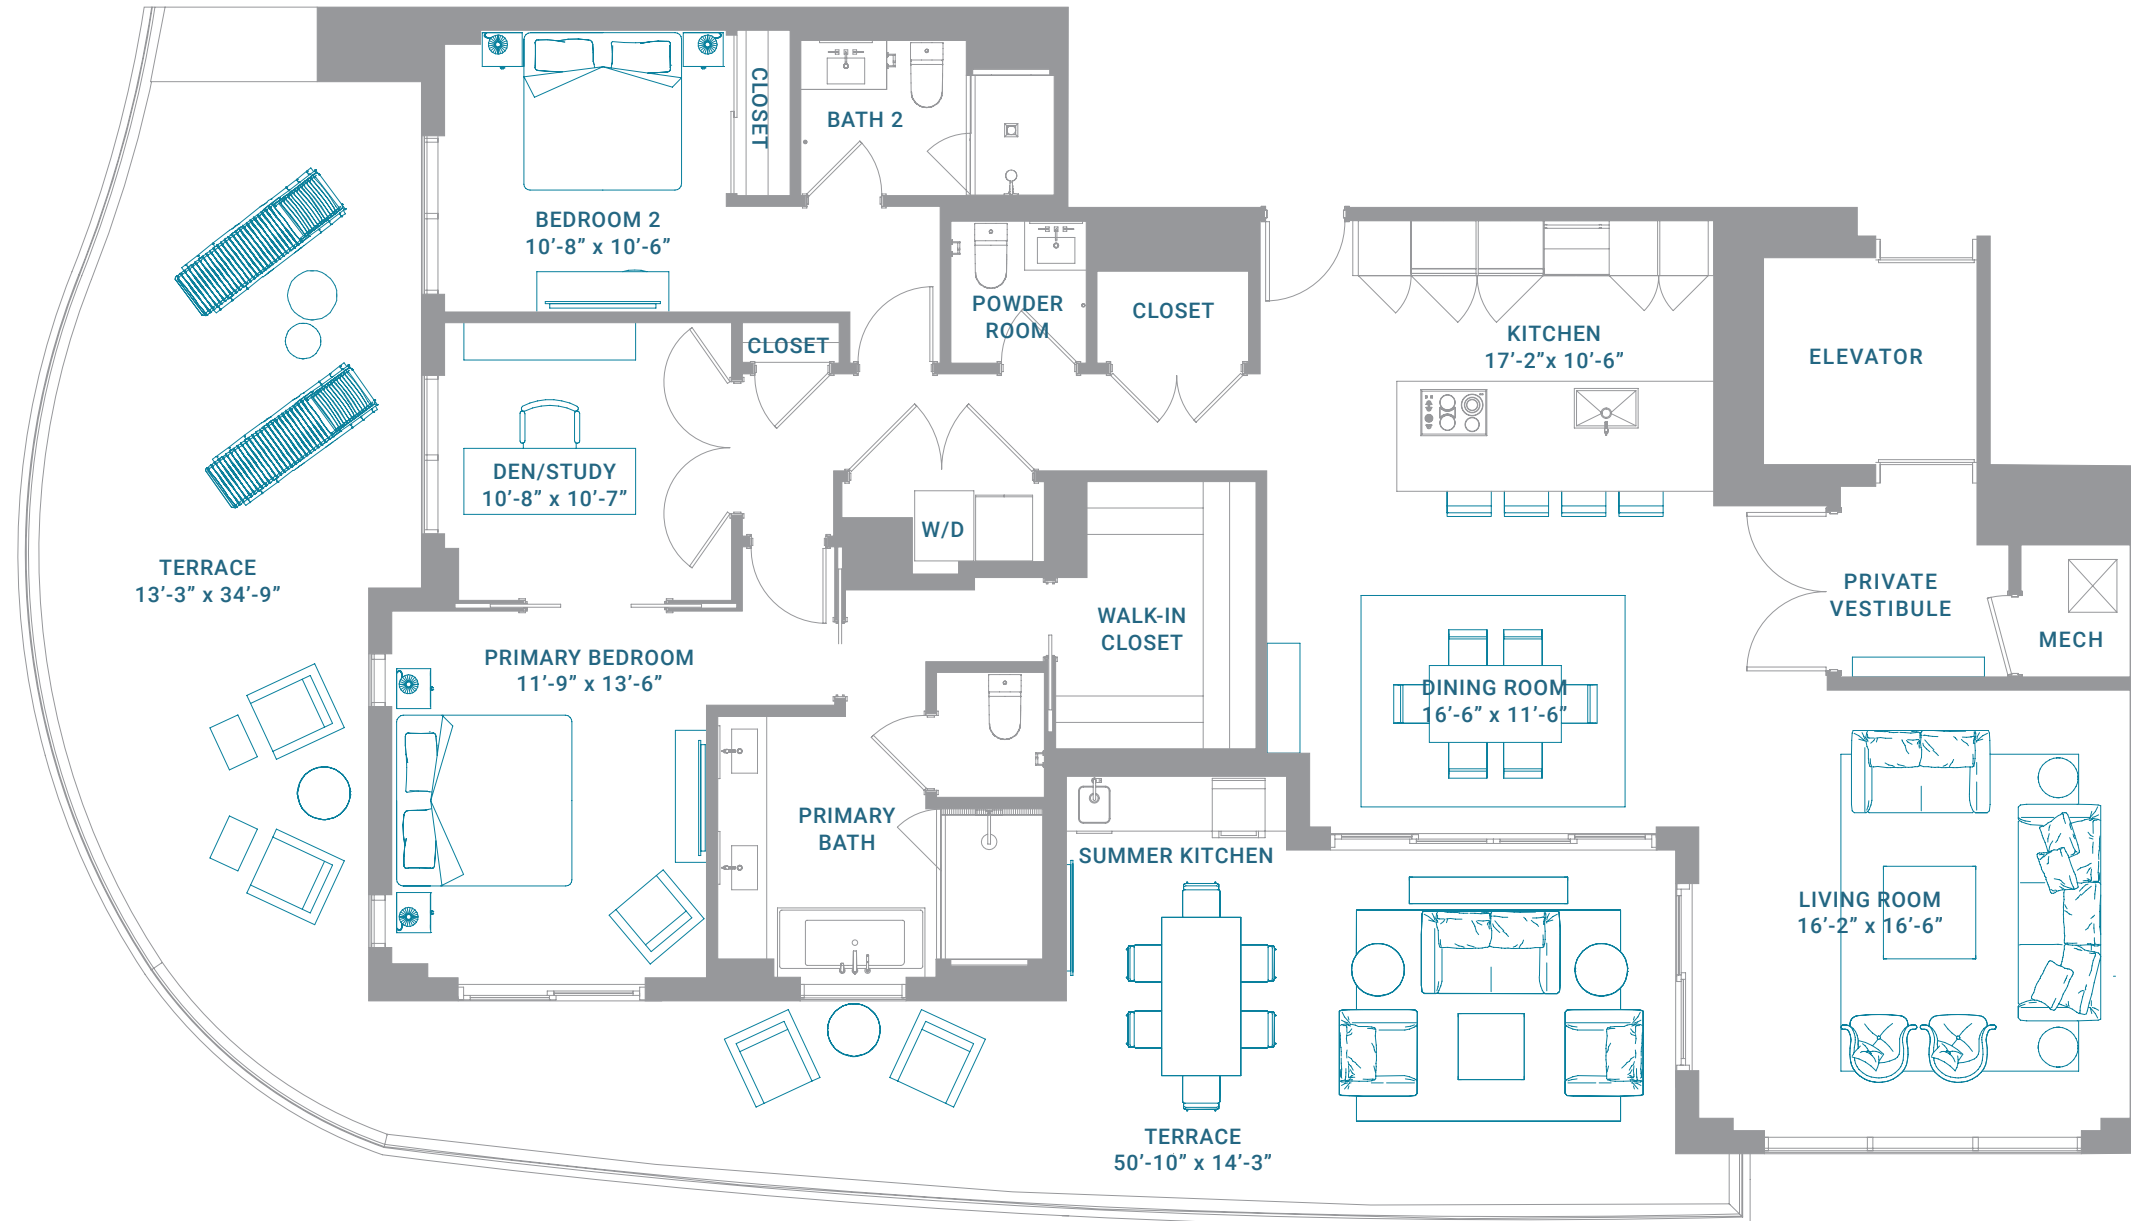 CLOSET
BATH 2
BEDROOM 2
10’-8” x 10’-6”
POWDER
ROOM
CLOSET
CLOSET
KITCHEN
17’-2”x 10’-6”
ELEVATOR
DEN/STUDY
10’-8” x 10’-7”
W/D
TERRACE
13’-3” x 34’-9”
PRIVATE
VESTIBULE
MECH
WALK-IN
CLOSET
PRIMARY BEDROOM
11’-9” x 13’-6”
DINING ROOM
16’-6” x 11’-6”
PRIMARY
BATH
SUMMER KITCHEN
LIVING ROOM
16’-2” x 16’-6”
TERRACE
50’-10” x 14’-3”